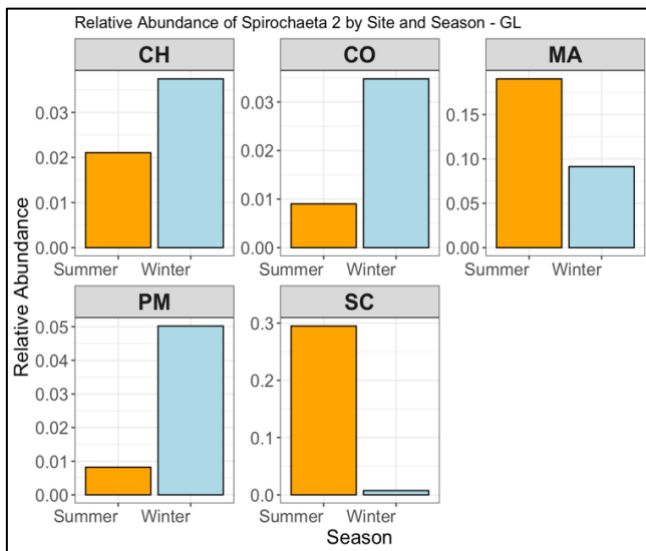 Relative Abundance of Spirochaeta 2 by Site and Season - GL
CH
CO
MA
0.03
0.02
0.01
0.00
0.03
0.02
0.01
0.00
0.15
0.10
0.05
0.00
Summer Winter
Summer Winter
Summer Winter
PM
SC
0.05
0.04
0.03
0.02
0.01
0.00
0.3
0.2
0.1
0.0
Summer Winter
Summer Winter
Relative Abundance
Season